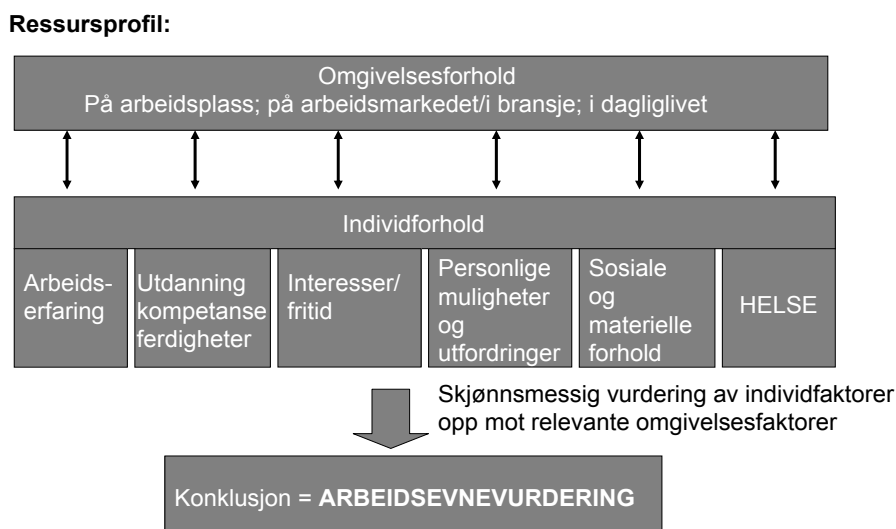 Ressursprofil:
Omgivelsesforhold
På arbeidsplass; på arbeidsmarkedet/i bransje; i dagliglivet
Individforhold
Arbeids-
erfaring
Utdanning
kompetanse
ferdigheter
Interesser/
fritid
Personlige
muligheter
og
utfordringer
Sosiale
og
materielle
forhold
HELSE
Skjønnsmessig vurdering av individfaktorer
opp mot relevante omgivelsesfaktorer
Konklusjon = ARBEIDSEVNEVURDERING